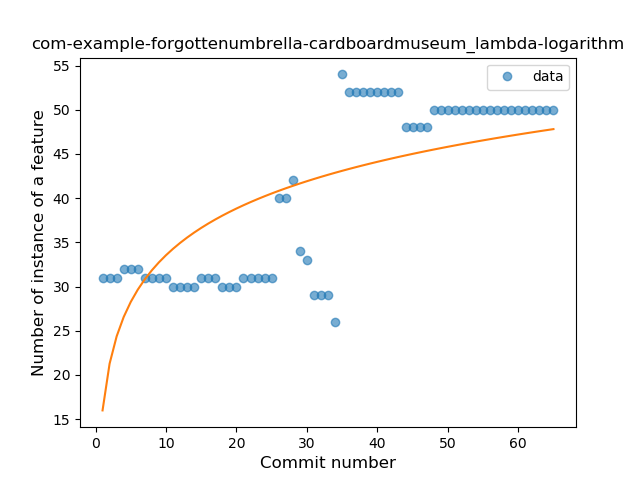 com-example-forgottenumbrella-cardboardmuseum_lambda-logarithm
data
55
50
45
40
35
30
25
20
15
Number of instance of a feature
0 10 20 30 40 50 60
Commit number